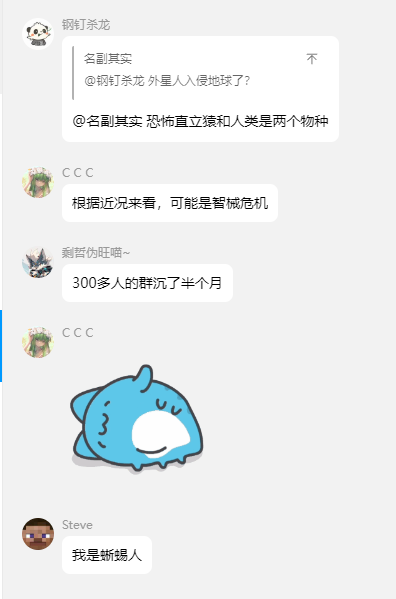 钢钉杀龙
名副其实
@钢钉杀龙 外星人入侵地球了？
@名副其实 恐怖直立猿和人类是两个物种
C C C
根据近况来看，可能是智械危机
剩哲伪旺喵~
300多人的群沉了半个月
C C C
Steve
我是蜥蜴人